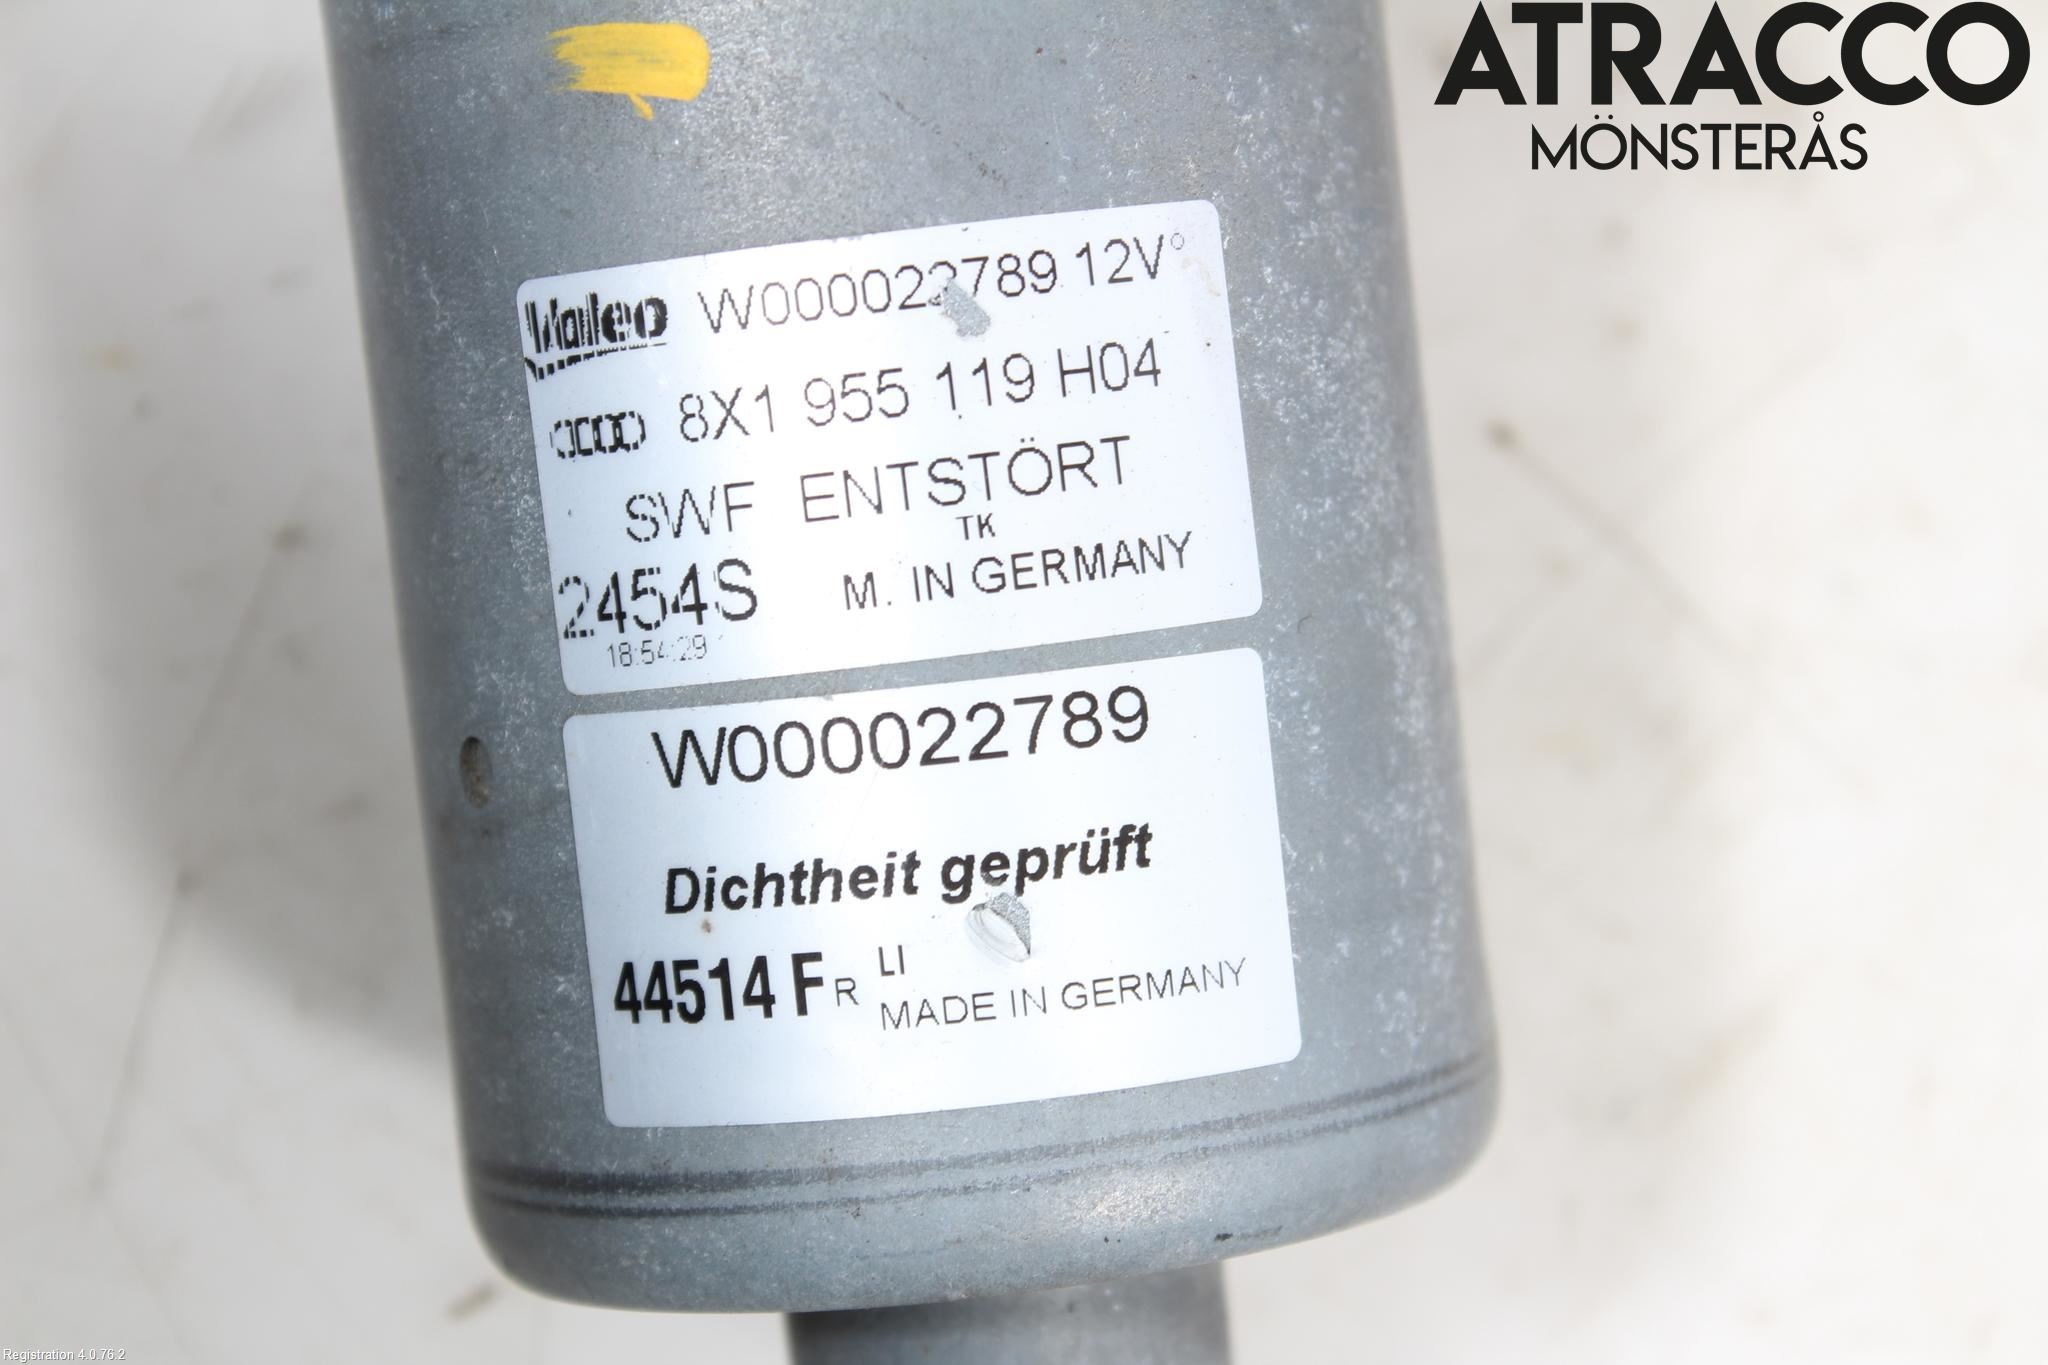 ATRACCO
MÖNSTERÅS
Valeo W000022789 12V°
8X1 955 119 H04
SWF ENTSTÖRT
TK
2454S M. IN GERMANY
18:54:29
W000022789
Dichtheit geprüft
44514 F R LI
MADE IN GERMANY
Registration 4.0.76.2